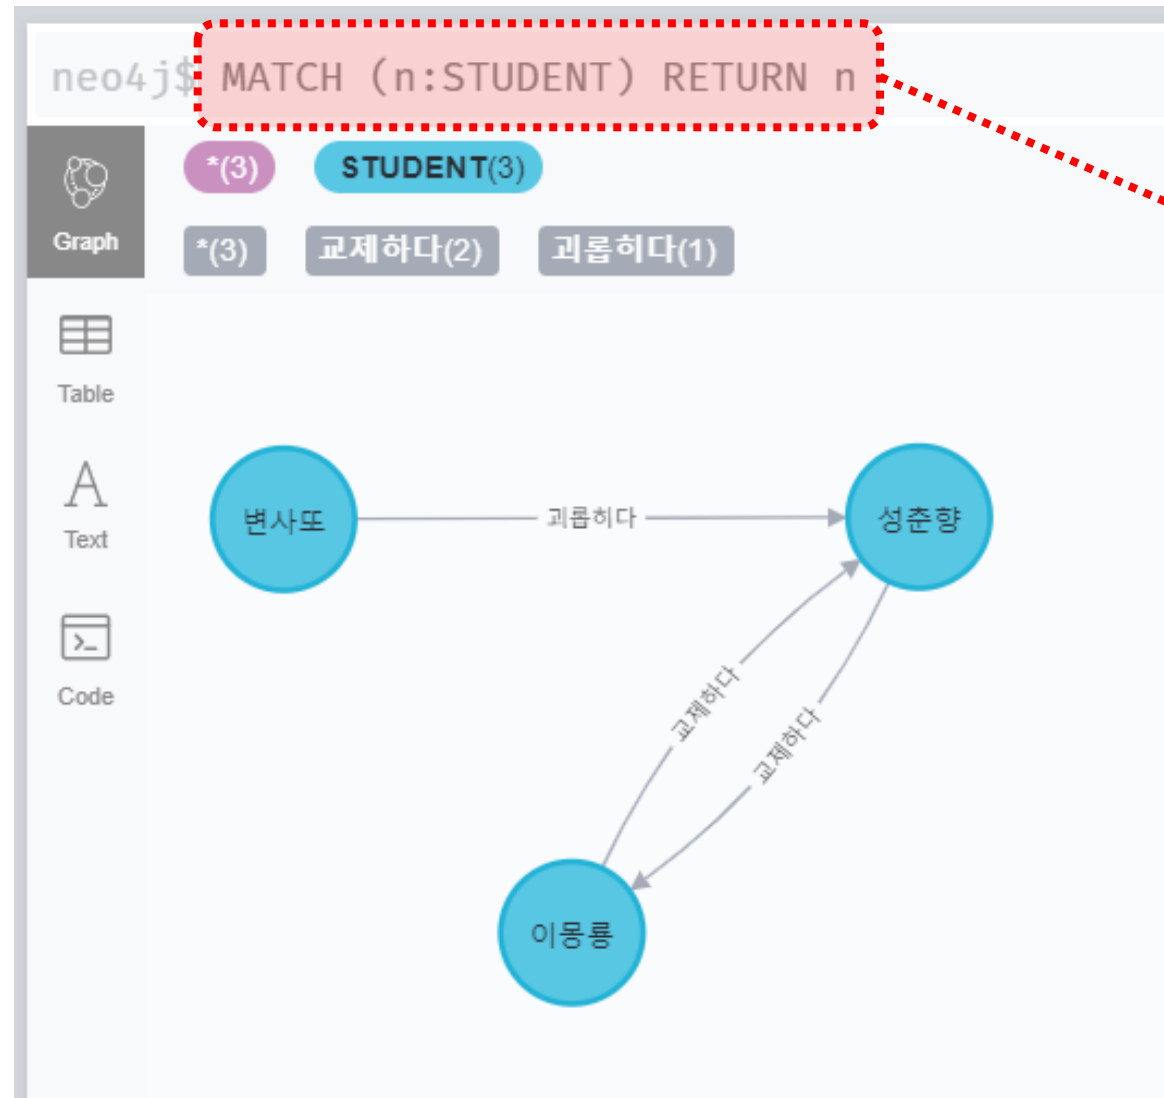 neo4j$ MATCH (n:STUDENT) RETURN n
*(3) STUDENT(3)
Graph
*(3) 교제하다(2) 괴롭히다(1)
Table
Text
Code
변사또 괴롭히다 성춘향
교제하다
교제하다
이몽룡